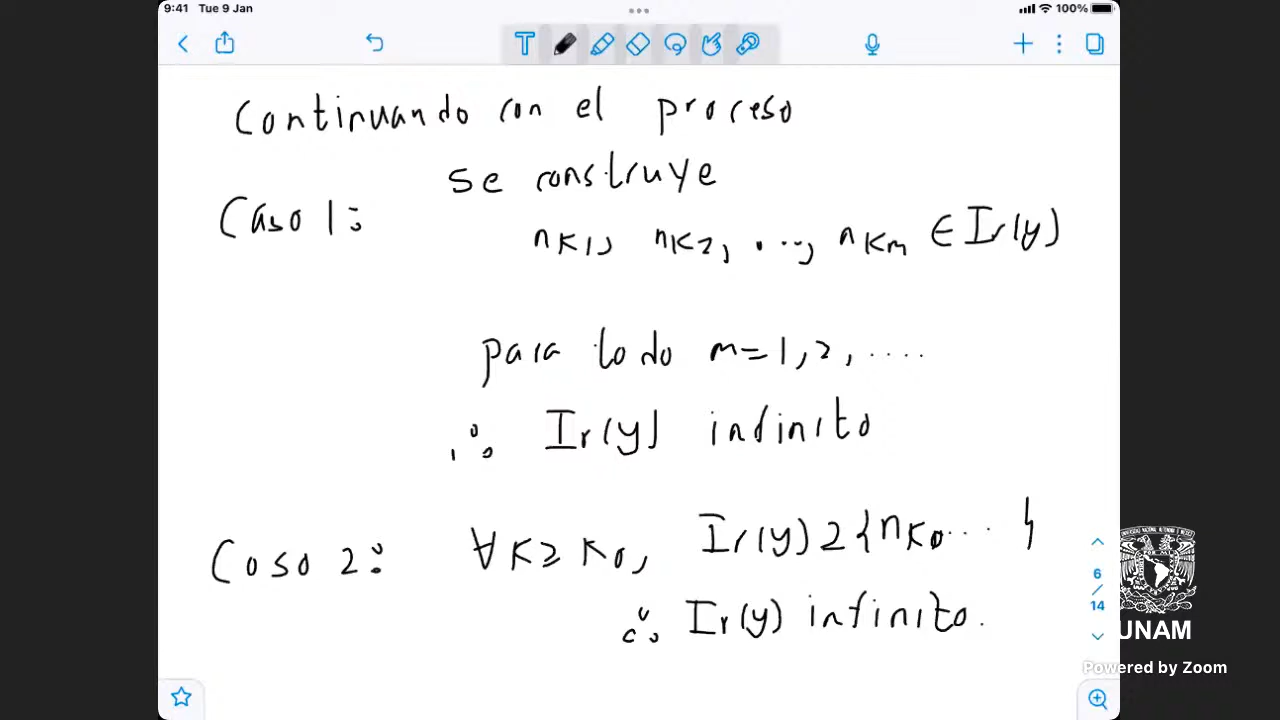 9:41 Tue 9 Jan
100%
Continuando con el proceso
se construye
Caso 1:
nk1, nk2, ..., nkm ∈ Ir(y)
para todo m=1,2,....
∴ Ir(y) infinito
Coso 2: ∀k≥k0, Ir(y)⊇{nk0... }
∴ Ir(y) infinito.
6
/
14
UNAM
Powered by Zoom